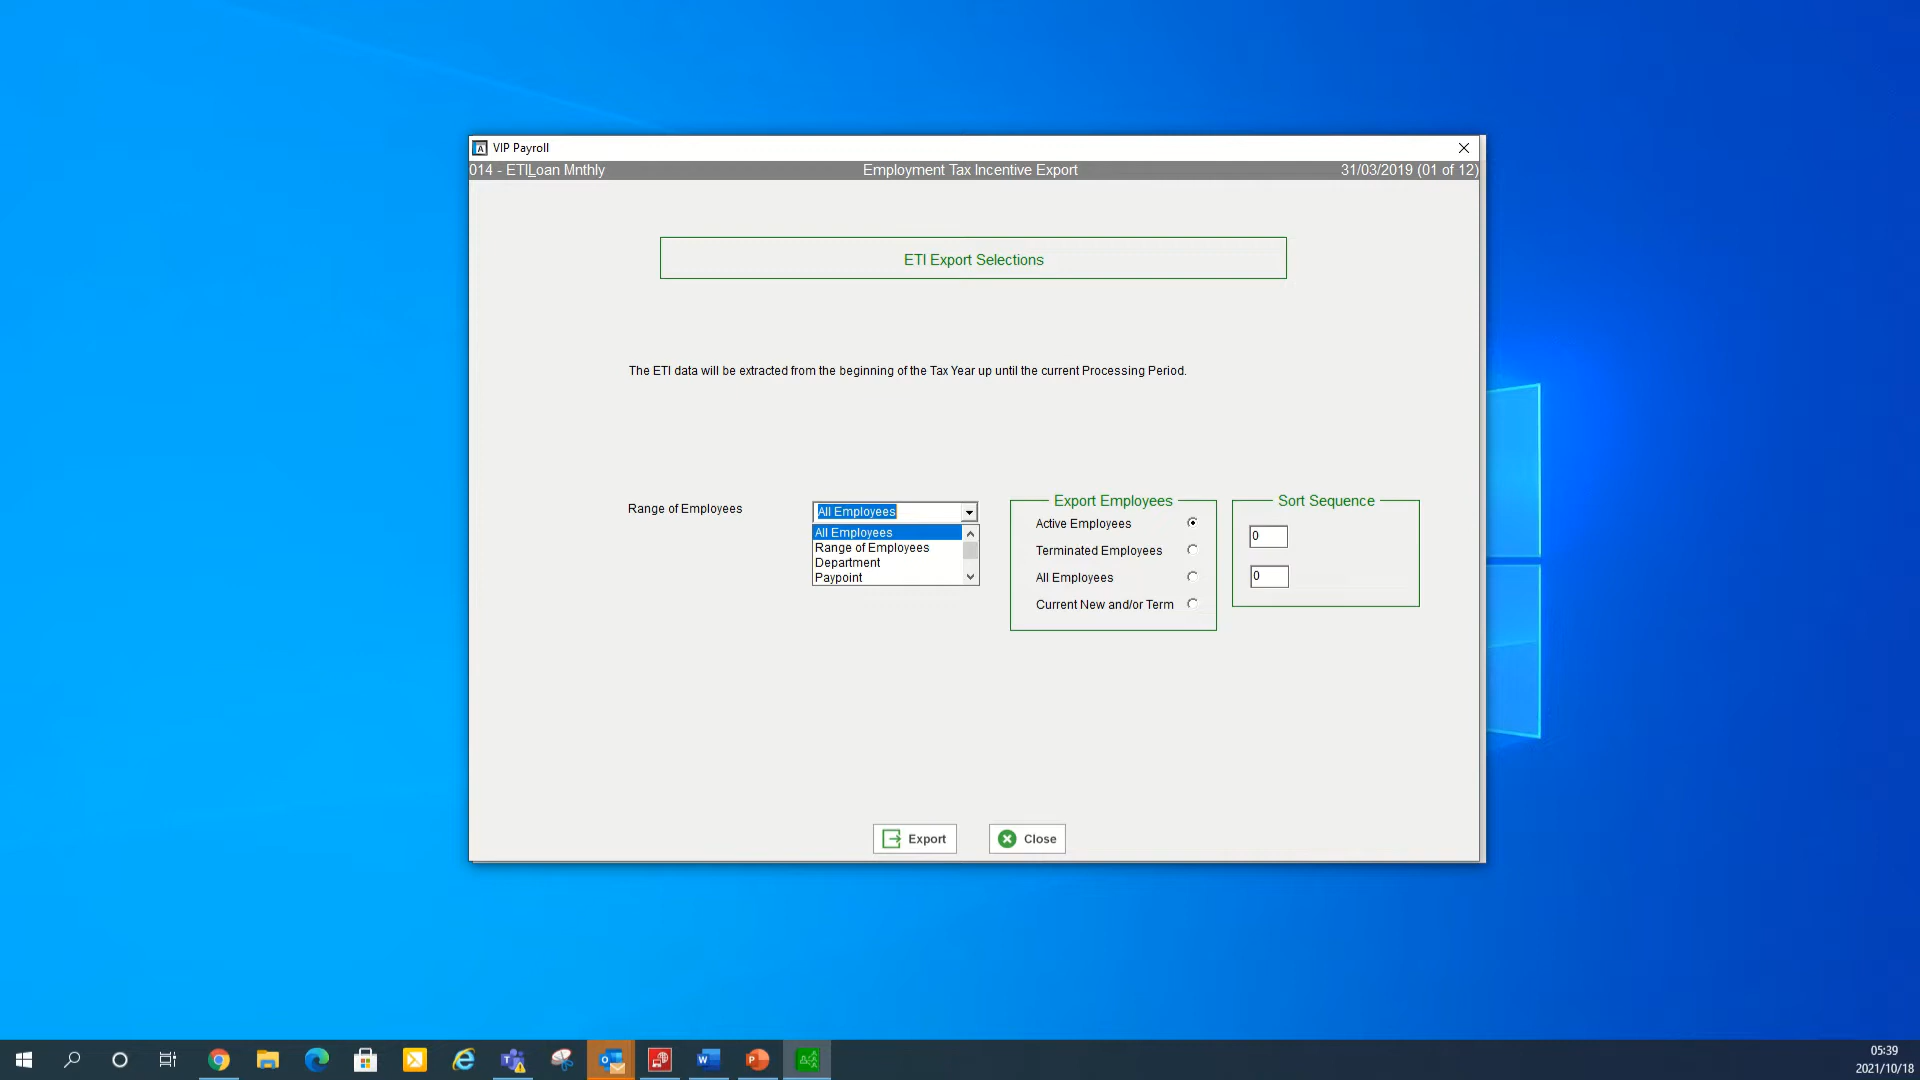 VIP Payroll
014 - ETILoan Mnthly Employment Tax Incentive Export 31/03/2019 (01 of 12)
ETI Export Selections
The ETI data will be extracted from the beginning of the Tax Year up until the current Processing Period.
Range of Employees
All Employees
All Employees
Range of Employees
Department
Paypoint
Export Employees
Active Employees
Terminated Employees
All Employees
Current New and/or Term
Sort Sequence
0
0
Export
Close
05:39
2021/10/18